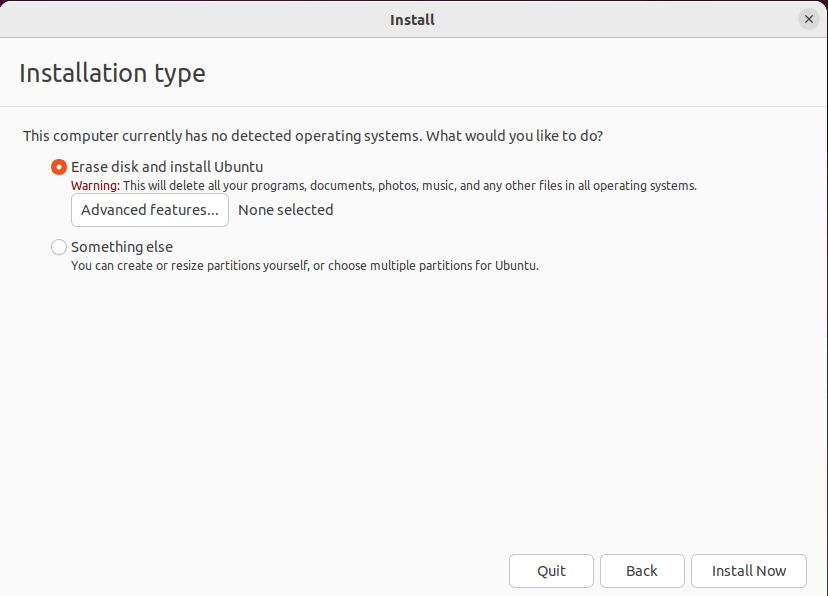 Install
Installation type
This computer currently has no detected operating systems. What would you like to do?
Erase disk and install Ubuntu
Warning: This will delete all your programs, documents, photos, music, and any other files in all operating systems.
Advanced features... None selected
Something else
You can create or resize partitions yourself, or choose multiple partitions for Ubuntu.
Quit Back Install Now